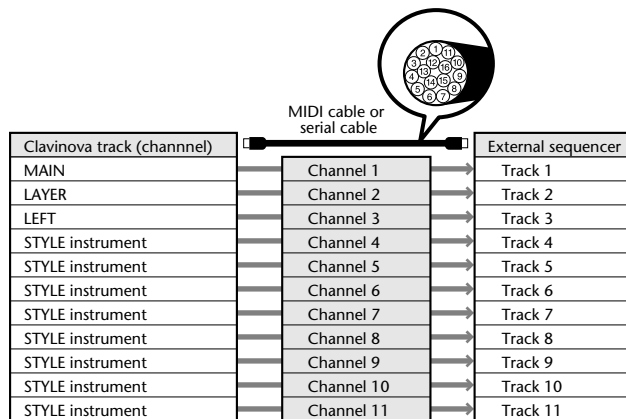 2 1 11
3 12 16 10
4 13 9
14 15 8
5 6 7
MIDI cable or
serial cable
Clavinova track (channnel) External sequencer
MAIN Channel 1 Track 1
LAYER Channel 2 Track 2
LEFT Channel 3 Track 3
STYLE instrument Channel 4 Track 4
STYLE instrument Channel 5 Track 5
STYLE instrument Channel 6 Track 6
STYLE instrument Channel 7 Track 7
STYLE instrument Channel 8 Track 8
STYLE instrument Channel 9 Track 9
STYLE instrument Channel 10 Track 10
STYLE instrument Channel 11 Track 11